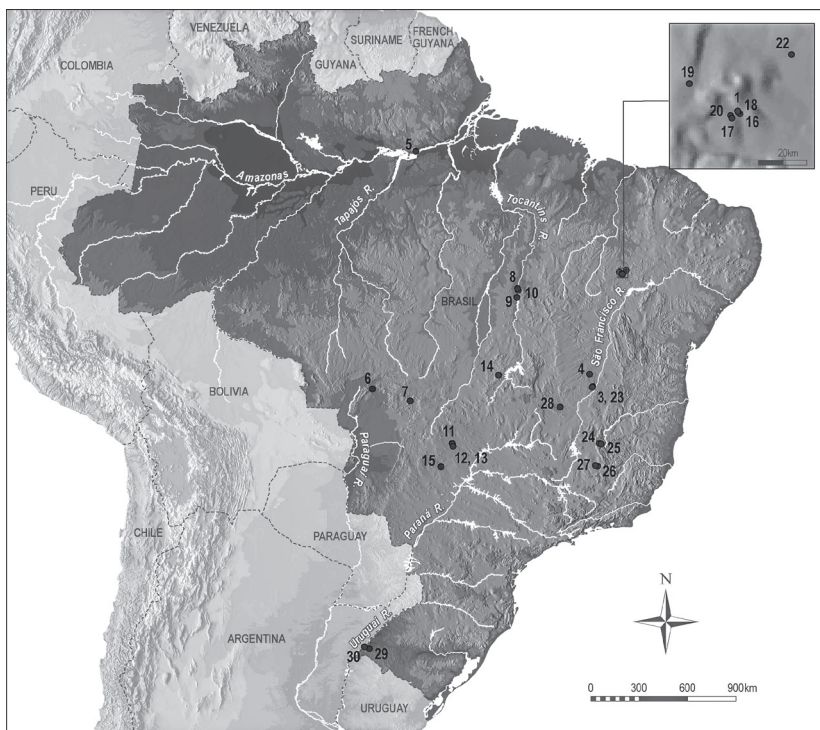 VENEZUELA
SURINAME
FRENCH
GUYANA
GUYANA
COLOMBIA
22
19
1
18
20
16
17
20km
5
Amazonas R.
PERU
Tapajós R.
Tocantins R.
8
BRASIL
10
9
São Francisco R.
14
4
BOLIVIA
6
7
3, 23
28
11
24
25
12, 13
15
27
26
Paraguai R.
Paraná R.
CHILE
PARAGUAY
N
Uruguai R.
ARGENTINA
30
29
0
300
600
900km
URUGUAY